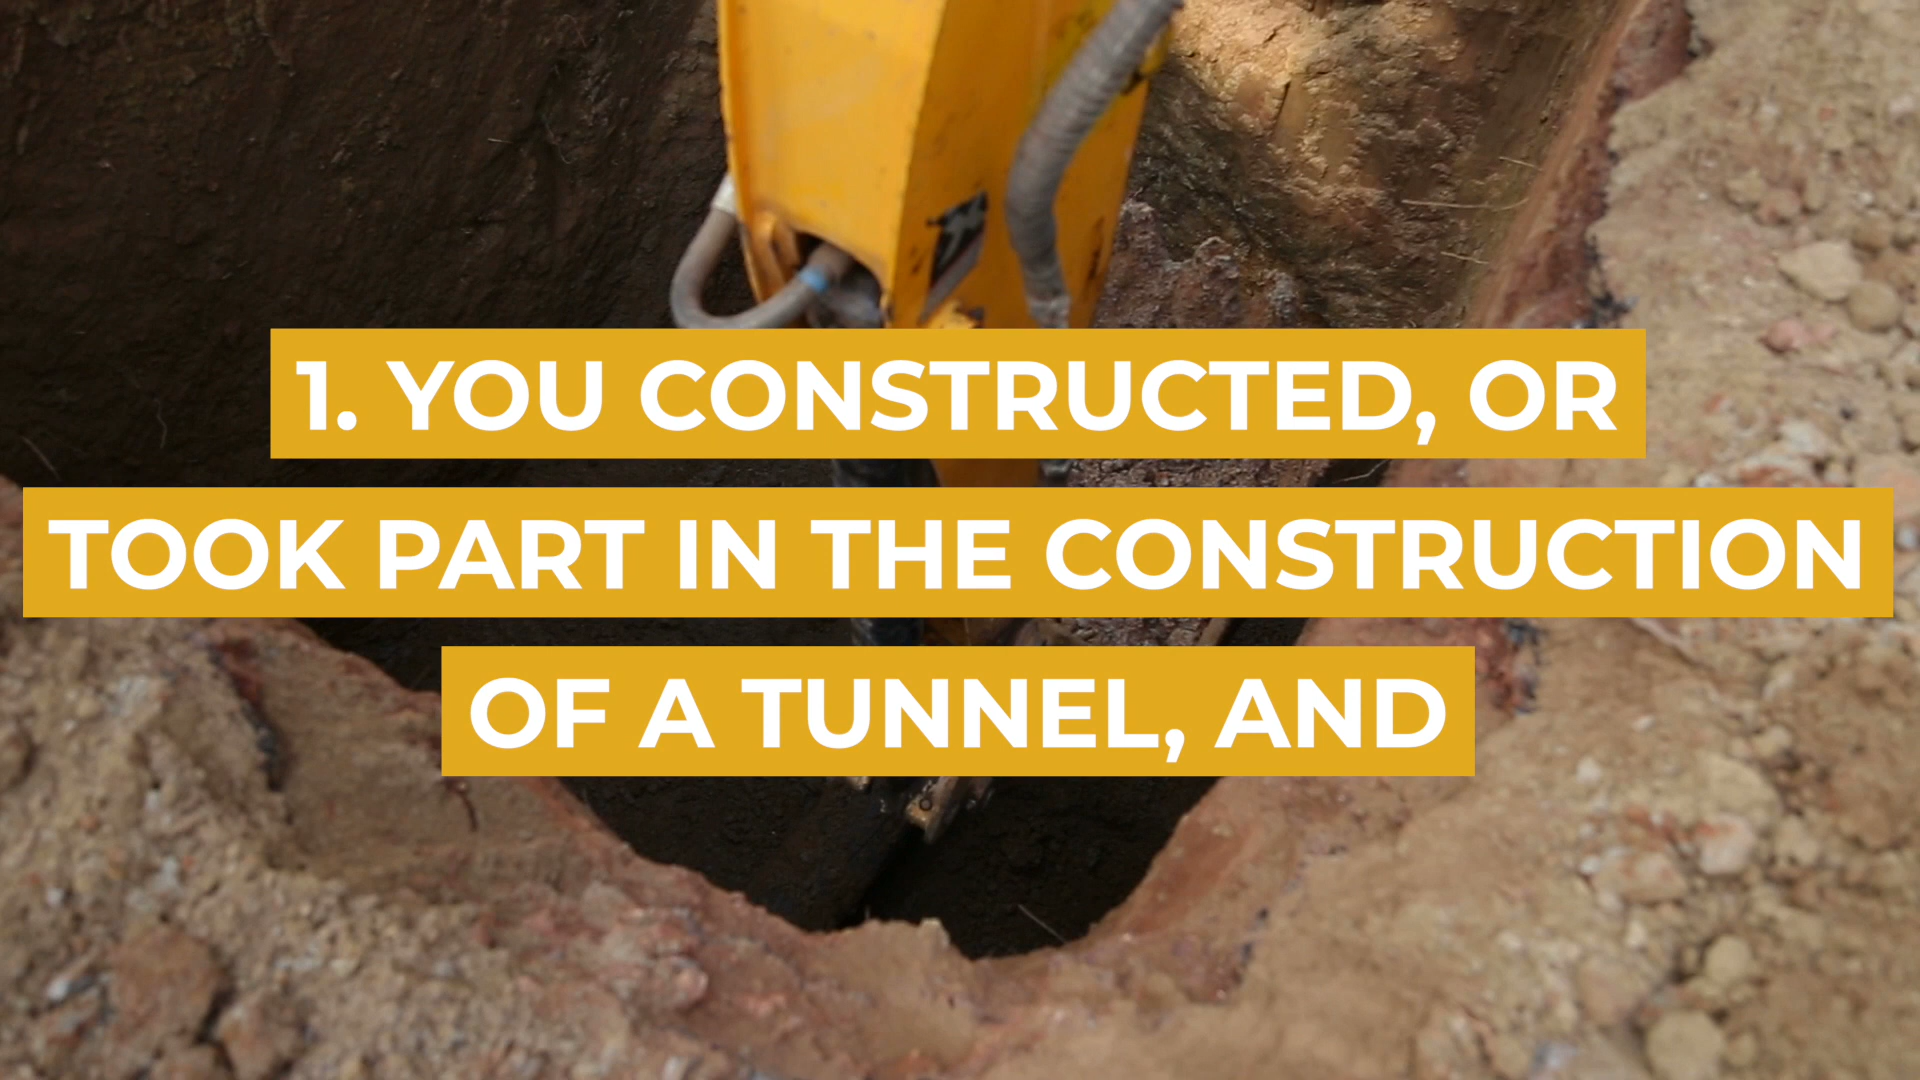 1. YOU CONSTRUCTED, OR
TOOK PART IN THE CONSTRUCTION
OF A TUNNEL, AND